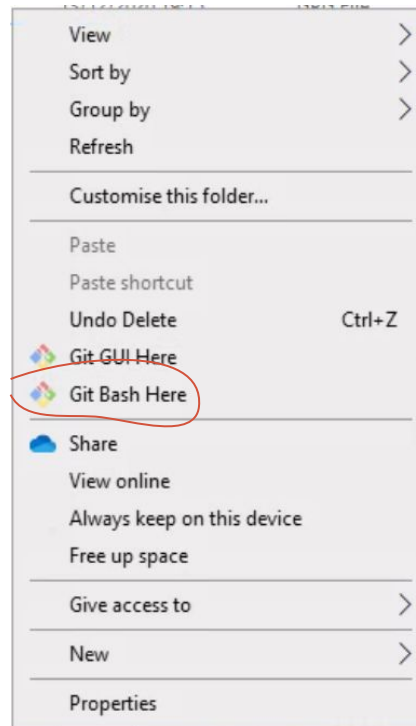 View
Sort by
Group by
Refresh
Customise this folder...
Paste
Paste shortcut
Undo Delete Ctrl+Z
Git GUI Here
Git Bash Here
Share
View online
Always keep on this device
Free up space
Give access to
New
Properties